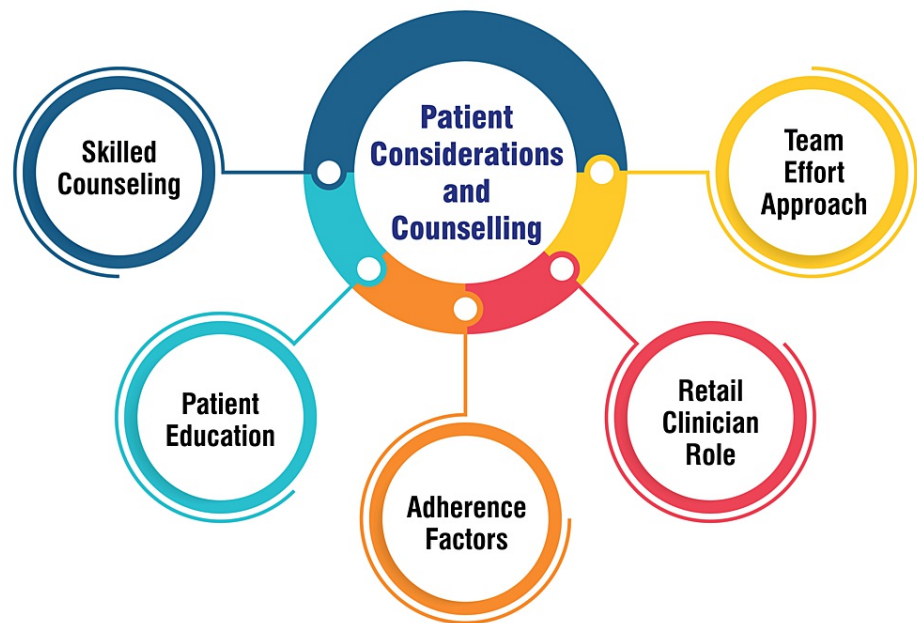 Patient
Considerations
and
Counselling
Skilled
Counseling
Patient
Education
Adherence
Factors
Retail
Clinician
Role
Team
Effort
Approach